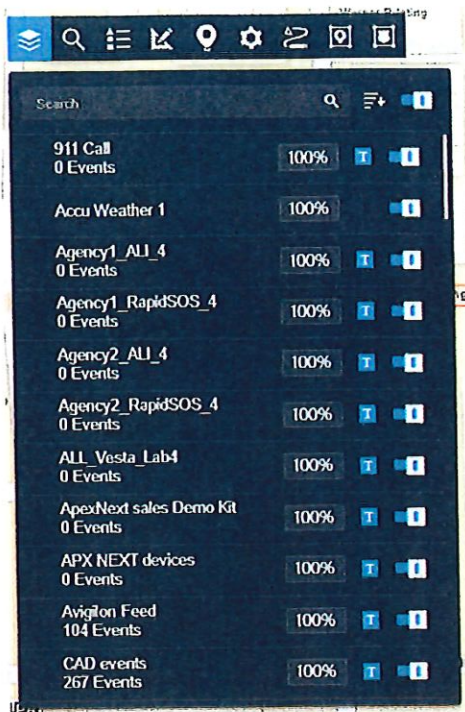 Search
911 Call
0 Events
100%
T
Accu Weather 1
100%
Agency1_ALI_4
0 Events
100%
T
Agency1_RapidSOS_4
0 Events
100%
T
Agency2_ALI_4
0 Events
100%
T
Agency2_RapidSOS_4
0 Events
100%
T
ALL_Vesta_Lab4
0 Events
100%
T
ApexNext sales Demo Kit
0 Events
100%
T
APX NEXT devices
0 Events
100%
T
Avigilon Feed
104 Events
100%
T
CAD events
267 Events
100%
T